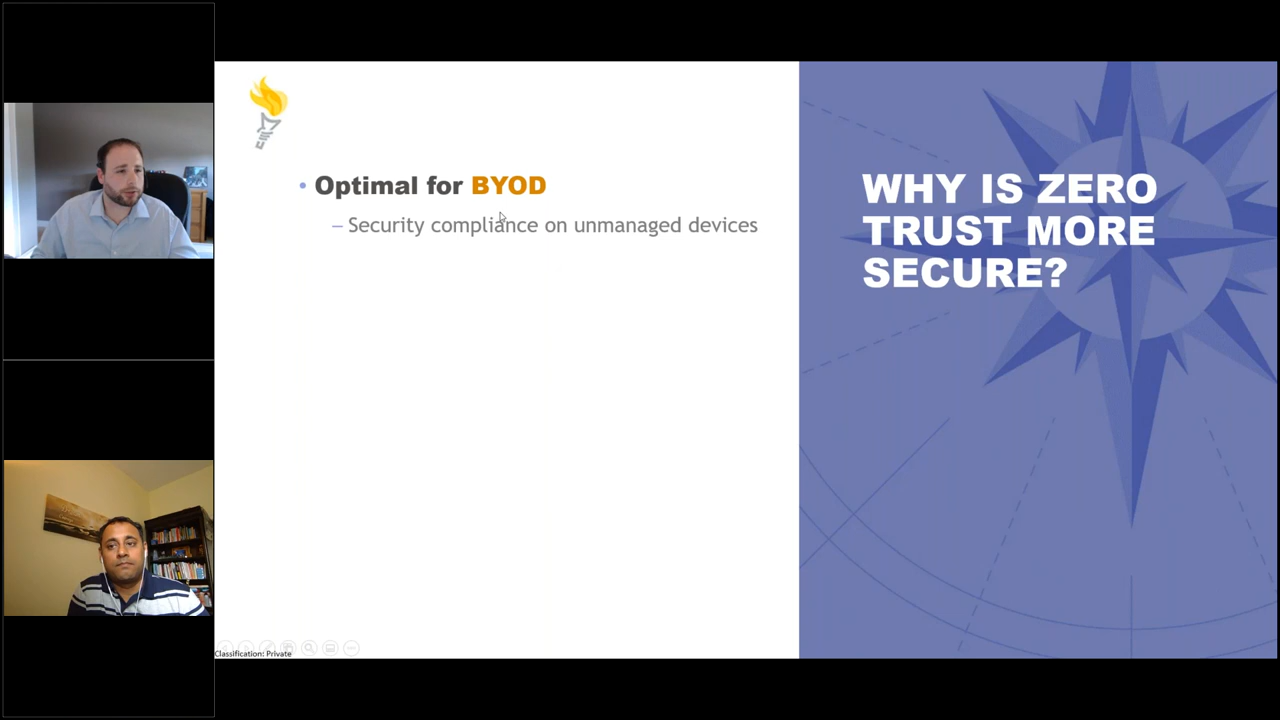 • Optimal for BYOD
– Security compliance on unmanaged devices
WHY IS ZERO
TRUST MORE
SECURE?
Classification: Private